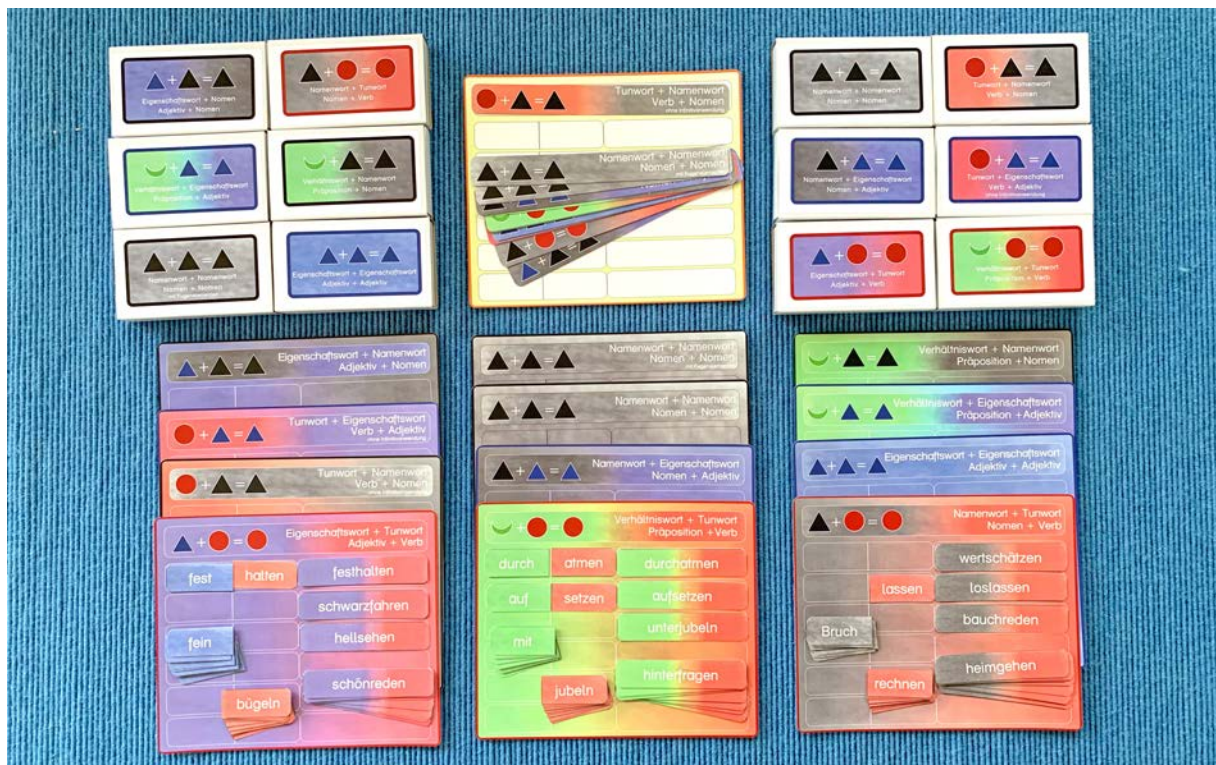 Eigenschaftswort + Nomen
Adjektiv + Nomen
Namenwort + Tunwort
Nomen + Verb
Verhältniswort + Eigenschaftswort
Präposition + Adjektiv
Verhältniswort + Namenwort
Präposition + Nomen
Namenwort + Namenwort
Nomen + Nomen
Eigenschaftswort + Eigenschaftswort
Adjektiv + Adjektiv
Tunwort + Namenwort
Verb + Nomen
Namenwort + Namenwort
Nomen + Nomen
Namenwort + Namenwort
Nomen + Nomen
Tunwort + Namenwort
Verb + Nomen
Namenwort + Eigenschaftswort
Nomen + Adjektiv
Tunwort + Eigenschaftswort
Verb + Adjektiv
Eigenschaftswort + Tunwort
Adjektiv + Verb
Verhältniswort + Tunwort
Präposition + Verb
Eigenschaftswort + Namenwort
Adjektiv + Nomen
Tunwort + Eigenschaftswort
Verb + Adjektiv
Tunwort + Namenwort
Verb + Nomen
Eigenschaftswort + Tunwort
Adjektiv + Verb
fest halten festhalten
schwarzfahren
fein hellsehen
schönreden
bügeln
Namenwort + Namenwort
Nomen + Nomen
Namenwort + Namenwort
Nomen + Nomen
Namenwort + Eigenschaftswort
Nomen + Adjektiv
Verhältniswort + Tunwort
Präposition +Verb
durch atmen durchatmen
auf setzen aufsetzen
mit unterjubeln
hinterfragen
jubeln
Verhältniswort + Namenwort
Präposition + Nomen
Verhältniswort + Eigenschaftswort
Präposition +Adjektiv
Eigenschaftswort + Eigenschaftswort
Adjektiv + Adjektiv
Namenwort + Tunwort
Nomen + Verb
wertschätzen
lassen loslassen
Bruch bauchreden
heimgehen
rechnen